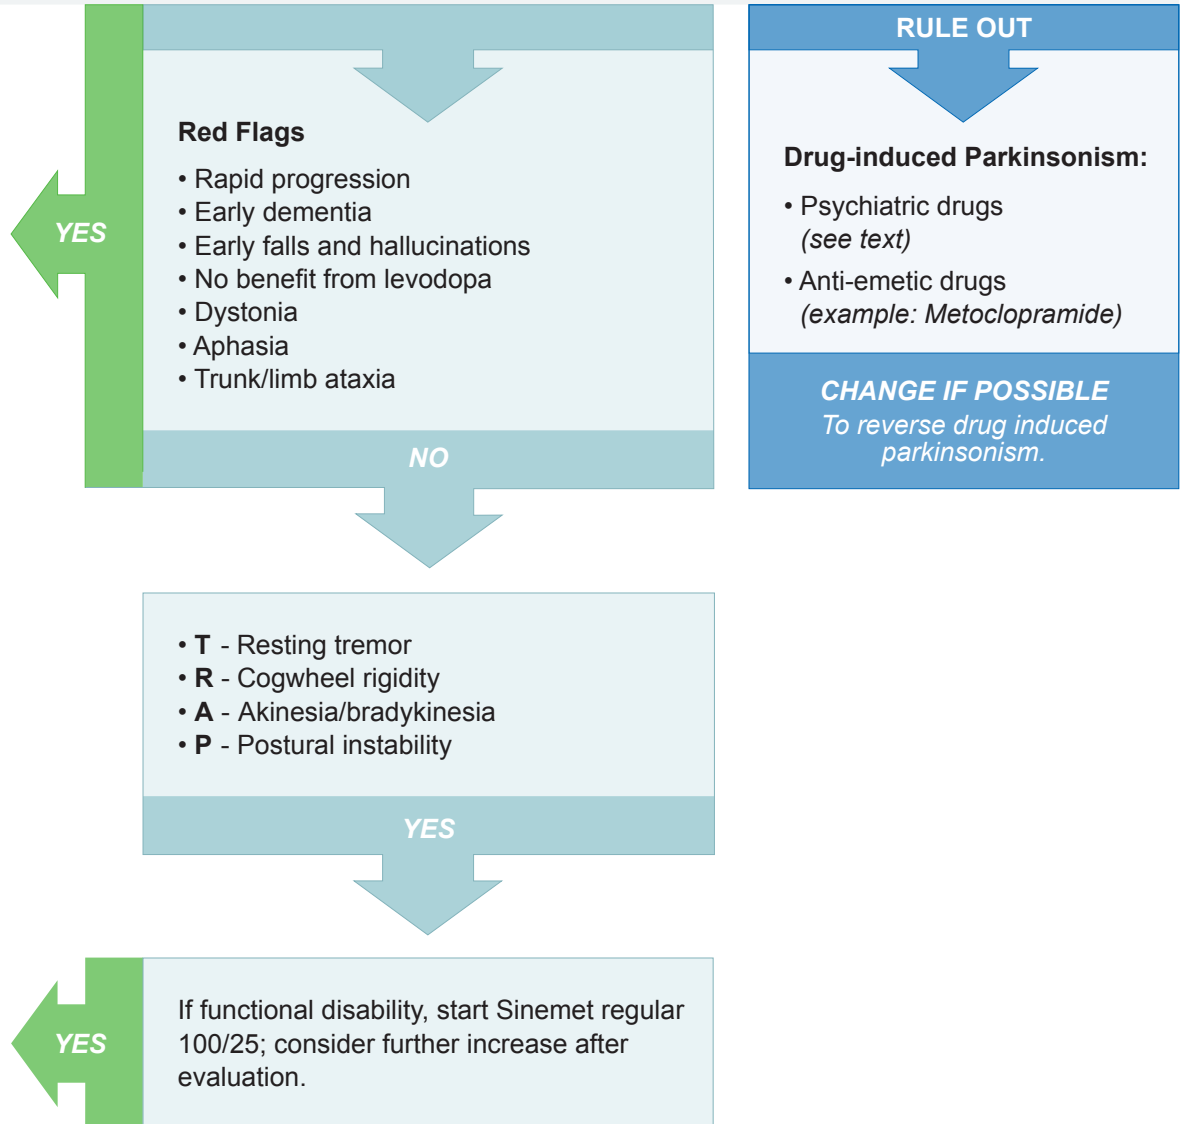 Red Flags
• Rapid progression
• Early dementia
• Early falls and hallucinations
• No benefit from levodopa
• Dystonia
• Aphasia
• Trunk/limb ataxia
YES
NO
RULE OUT
Drug-induced Parkinsonism:
• Psychiatric drugs
(see text)
• Anti-emetic drugs
(example: Metoclopramide)
CHANGE IF POSSIBLE
To reverse drug induced
parkinsonism.
• T - Resting tremor
• R - Cogwheel rigidity
• A - Akinesia/bradykinesia
• P - Postural instability
YES
If functional disability, start Sinemet regular
100/25; consider further increase after
evaluation.
YES